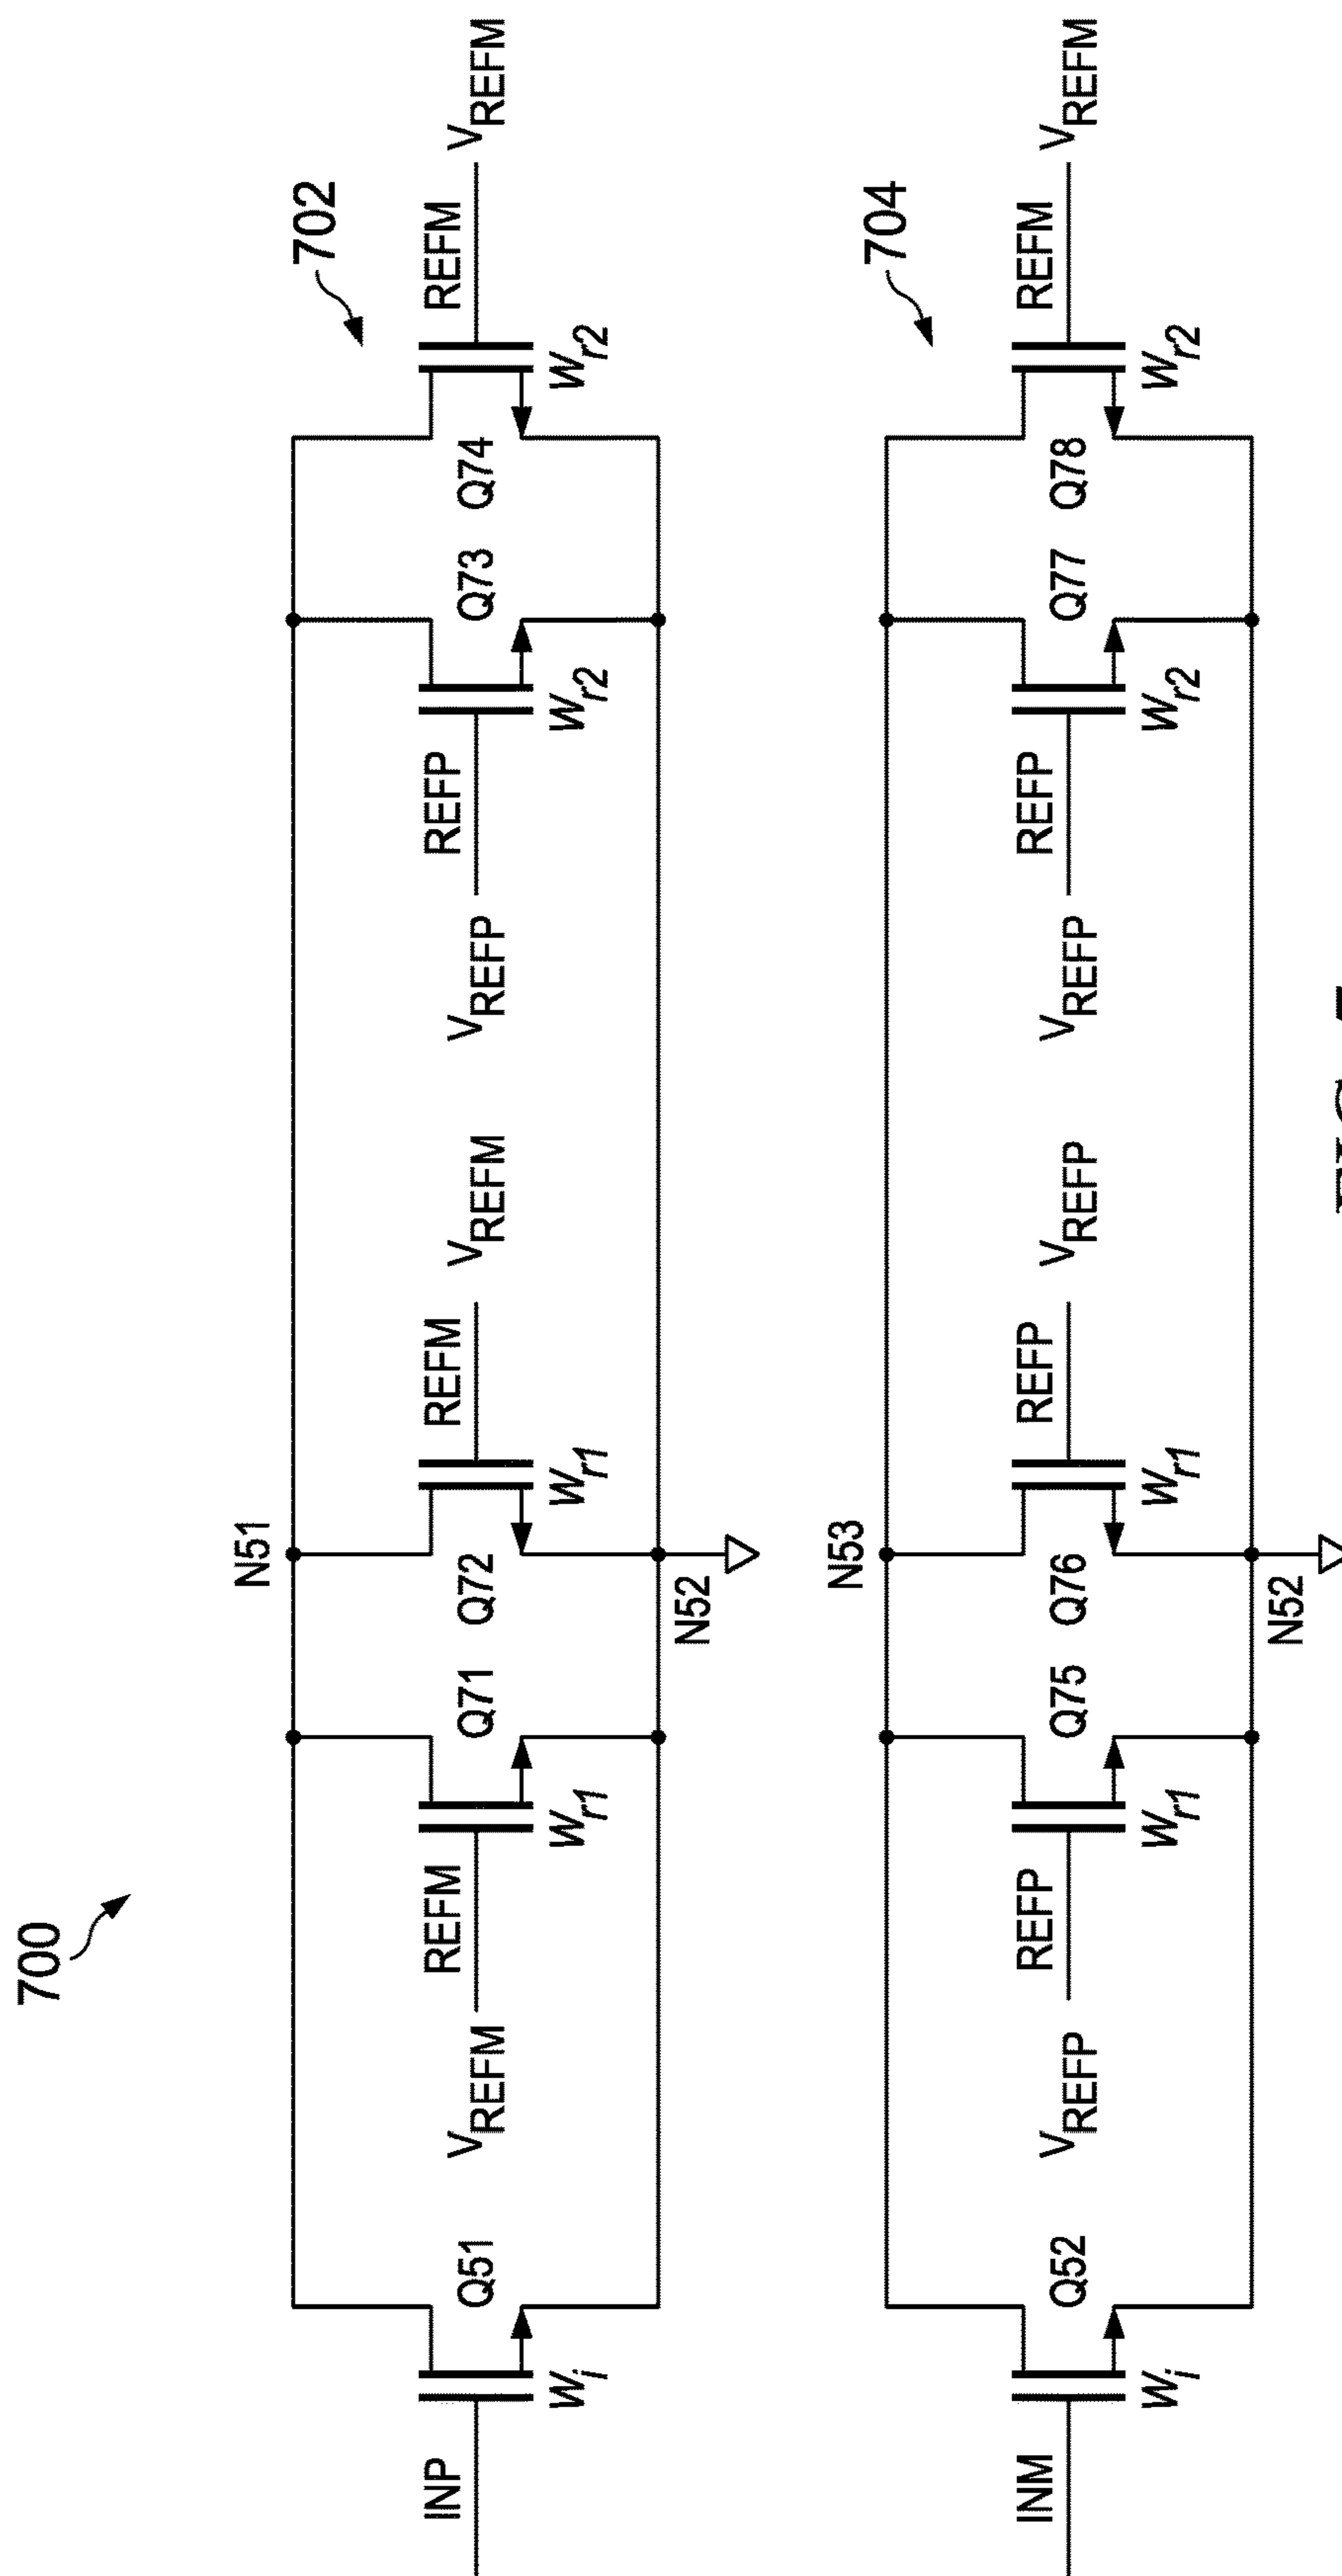 700
N51
702
INP REFM REFM REFP REFM
Q51 VREFM Q71 Q72 VREFM VREFP Q73 Q74 VREFM
Wi Wr1 Wr1 Wr2 Wr2
N52
N53
704
INM REFP REFP REFP REFM
Q52 VREFP Q75 Q76 VREFP VREFP Q77 Q78 VREFM
Wi Wr1 Wr1 Wr2 Wr2
N52